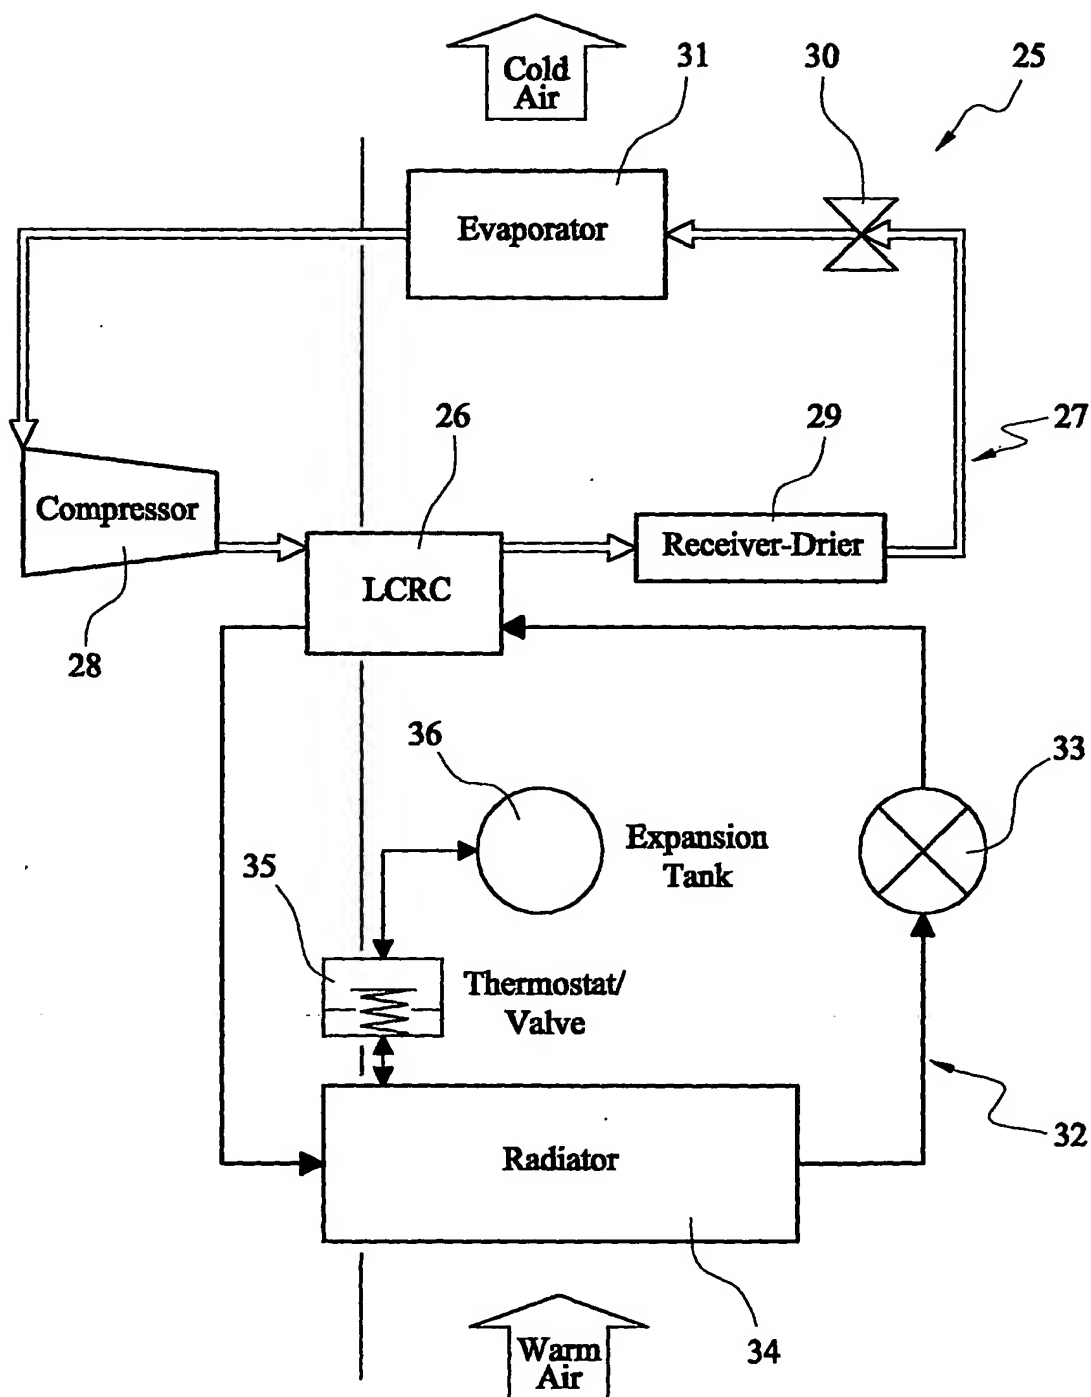 Cold
Air
31
30
25
Evaporator
26
29
27
Compressor
Receiver-Drier
LCRC
28
36
33
Expansion
Tank
35
Thermostat/
Valve
32
Radiator
34
Warm
Air